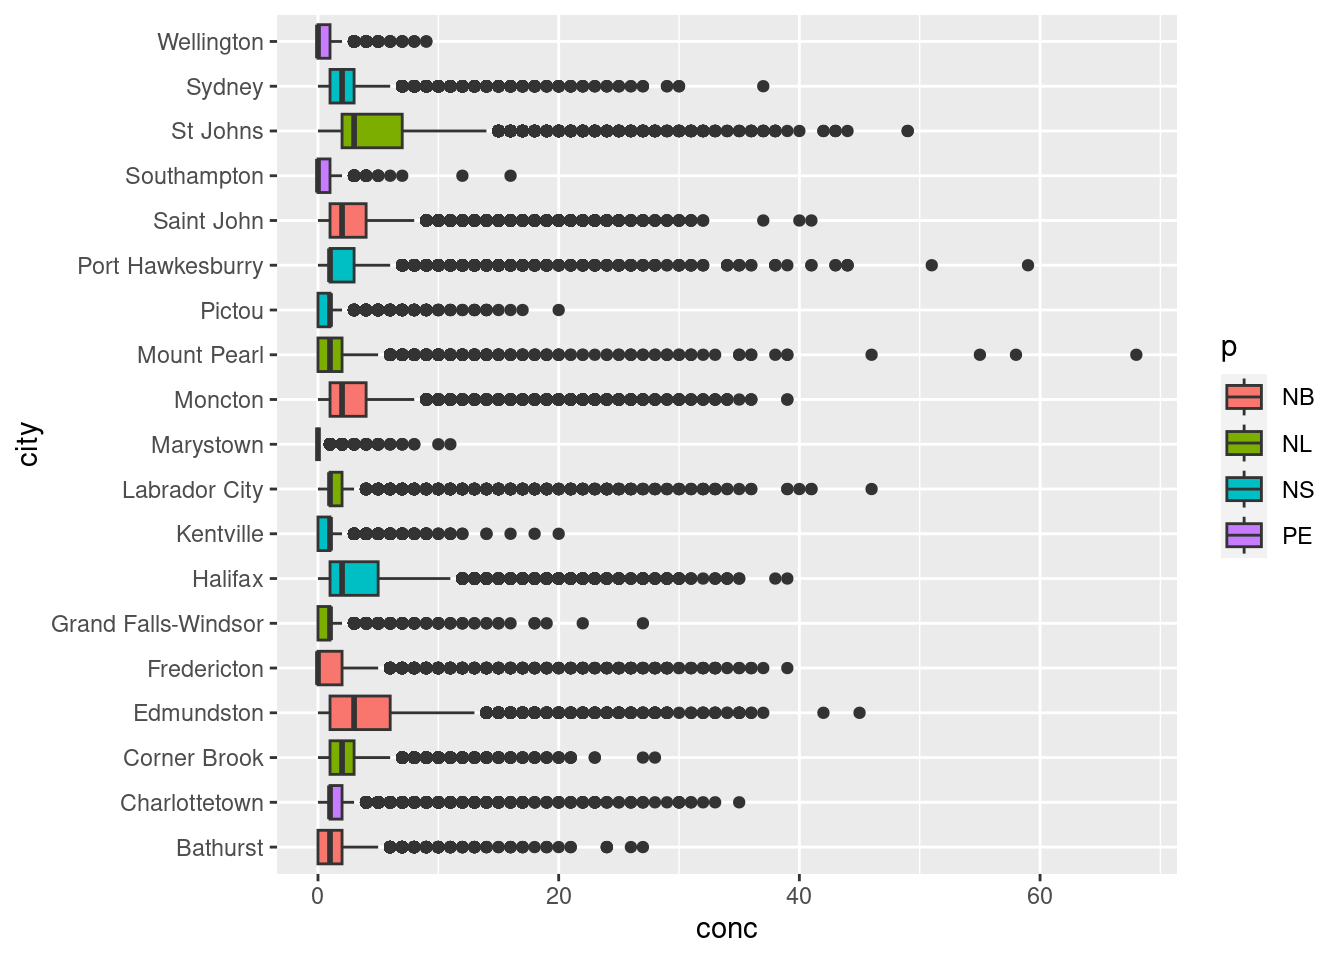 Wellington
Sydney
St Johns
Southampton
Saint John
Port Hawkesburry
Pictou
Mount Pearl
Moncton
Marystown
Labrador City
Kentville
Halifax
Grand Falls-Windsor
Fredericton
Edmundston
Corner Brook
Charlottetown
Bathurst
city
0 20 40 60
conc
p
NB
NL
NS
PE